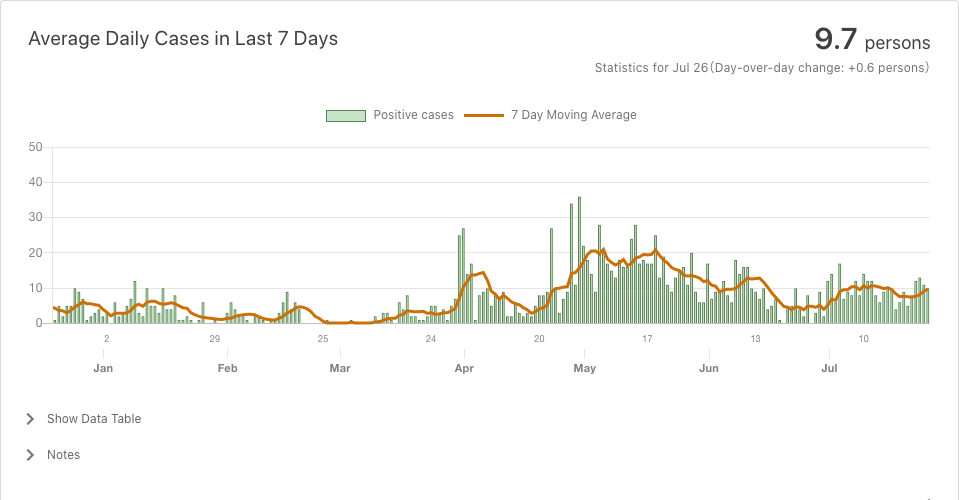 Average Daily Cases in Last 7 Days
9.7 persons
Statistics for Jul 26(Day-over-day change: +0.6 persons)
Positive cases 7 Day Moving Average
50
40
30
20
10
0
2 29 25 24 20 17 13 10
Jan Feb Mar Apr May Jun Jul
Show Data Table
Notes